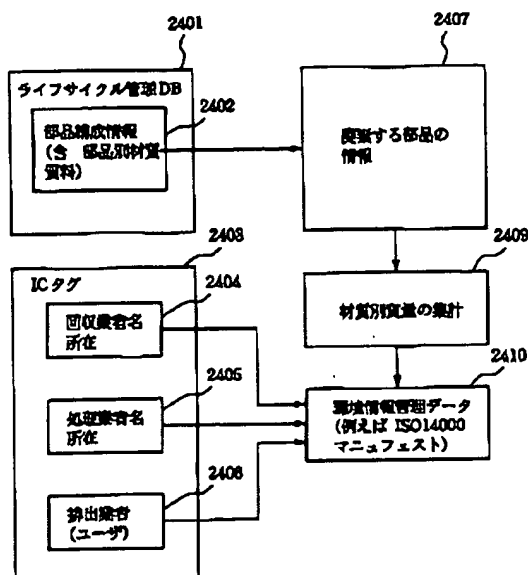 2401
ライフサイクル管理DB
2402
部品構成情報
(含 部品別材質
質料)
2407
廃棄する部品の
情報
2409
材質別質量の集計
2410
環境情報管理データ
(例えば ISO14000
マニュフェスト)
2403
ICタグ
2404
回収業者名
所在
2405
処理業者名
所在
2406
排出業者
(ユーザ)